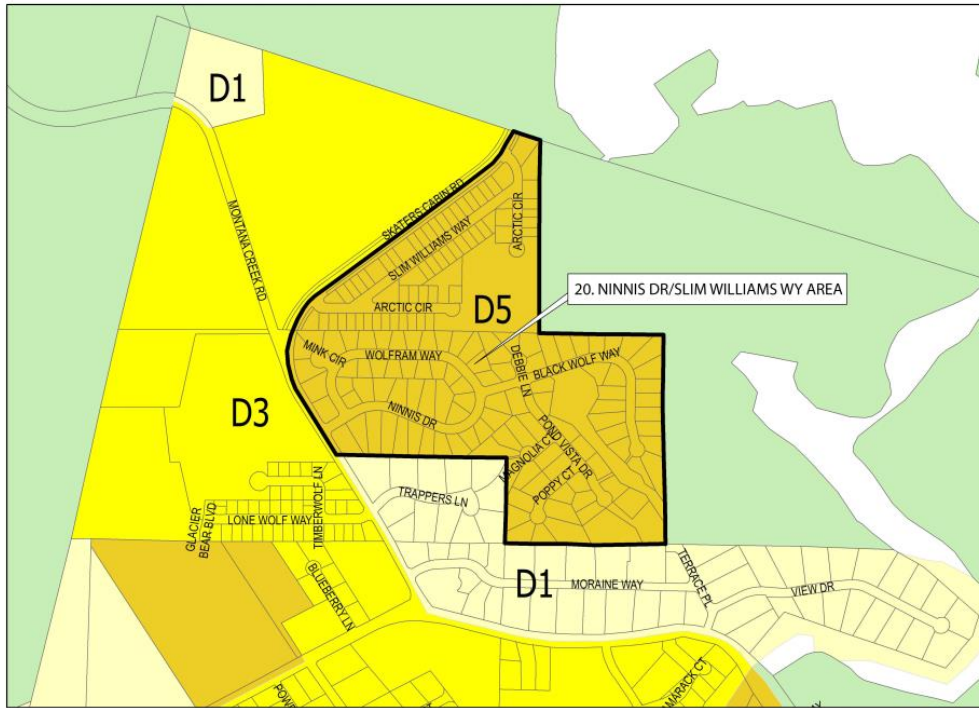 D1
MONTANA CREEK RD
SKATERS CABIN RD
SLIM WILLIAMS WAY
ARCTIC CIR
ARCTIC CIR
20. NINNIS DR/SLIM WILLIAMS WY AREA
D5
MINK CIR
WOLFRAM WAY
DEBBIE LN
BLACK WOLF WAY
NINNIS DR
POND VISTA DR
D3
POPPY CT
TRAPPERS LN
TIMBERWOLF LN
LONE WOLF WAY
GLACIER
BEAR BLVD
BLUEBERRY LN
D1
MORAINE WAY
TERRACE PL
VIEW DR